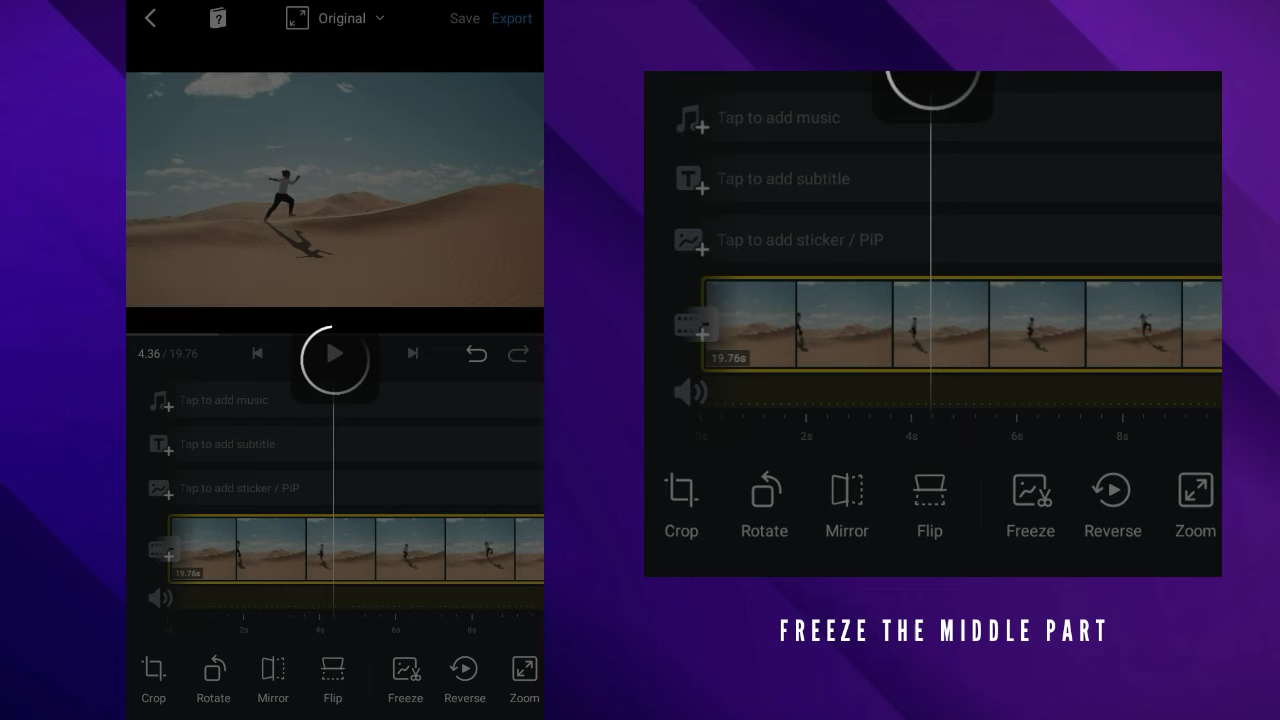 Original
Save
Export
4.36 / 19.76
Tap to add music
Tap to add subtitle
Tap to add sticker / PiP
19.76s
0s 2s 4s 6s 8s
Crop Rotate Mirror Flip Freeze Reverse Zoom
Tap to add music
Tap to add subtitle
Tap to add sticker / PiP
19.76s
0s 2s 4s 6s 8s
Crop Rotate Mirror Flip Freeze Reverse Zoom
FREEZE THE MIDDLE PART